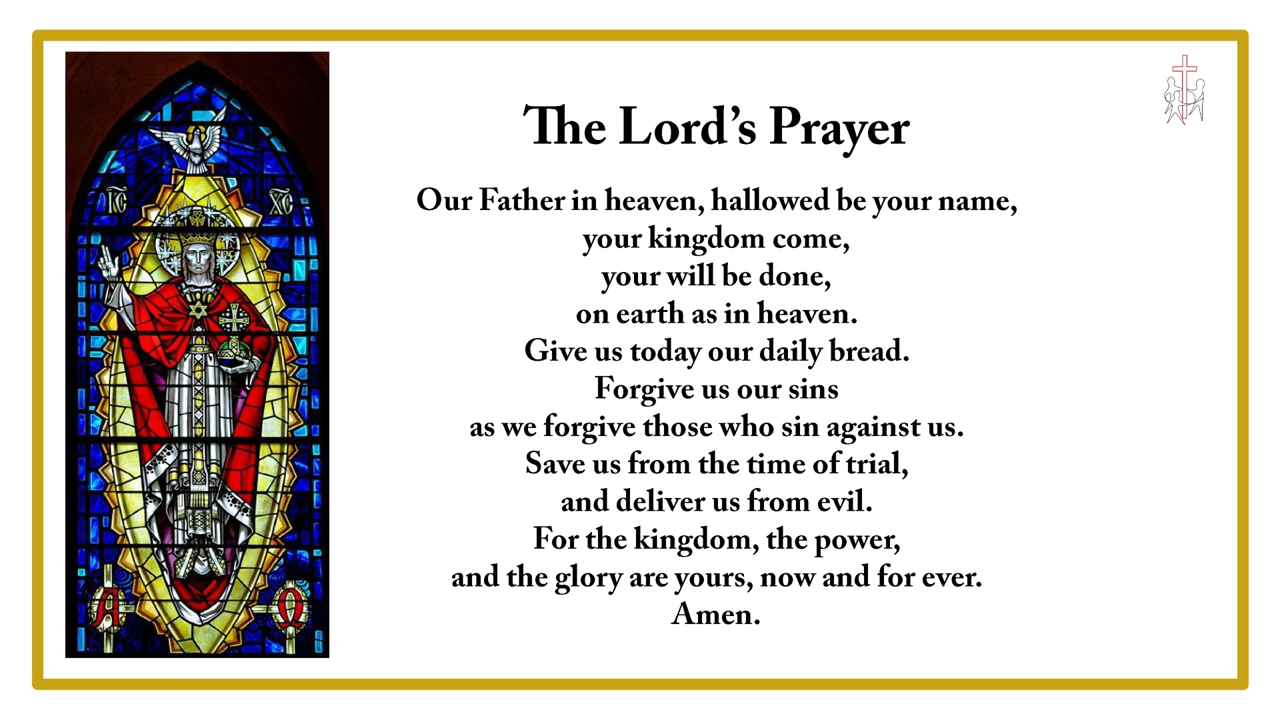 IC XC
A Ω
The Lord’s Prayer
Our Father in heaven, hallowed be your name,
your kingdom come,
your will be done,
on earth as in heaven.
Give us today our daily bread.
Forgive us our sins
as we forgive those who sin against us.
Save us from the time of trial,
and deliver us from evil.
For the kingdom, the power,
and the glory are yours, now and for ever.
Amen.